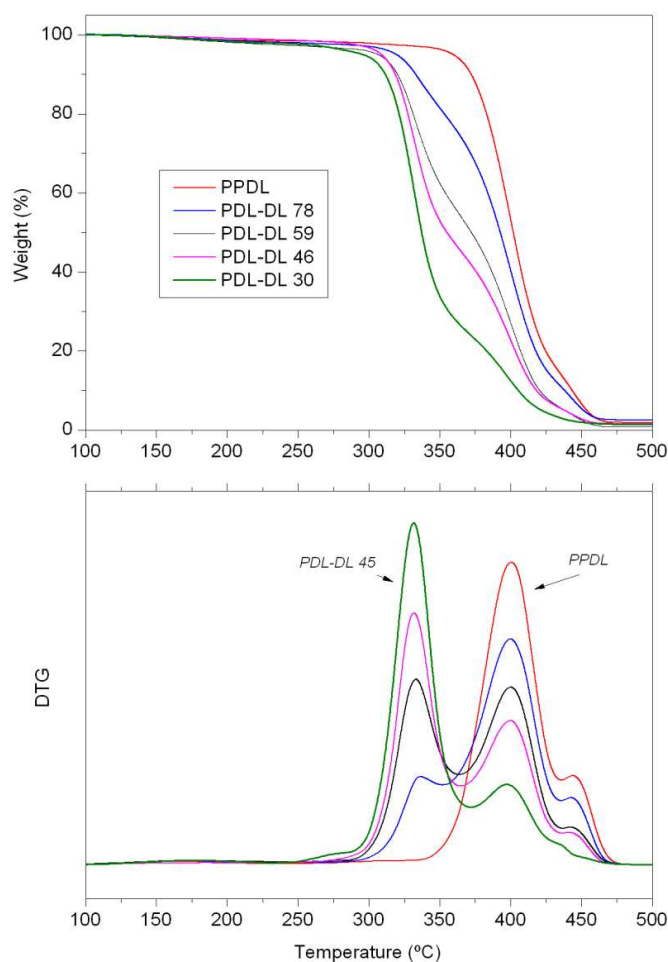 100
80
60
40
20
0
Weight (%)
PPDL
PDL-DL 78
PDL-DL 59
PDL-DL 46
PDL-DL 30
100 150 200 250 300 350 400 450 500
PDL-DL 45
PPDL
DTG
100 150 200 250 300 350 400 450 500
Temperature (ºC)